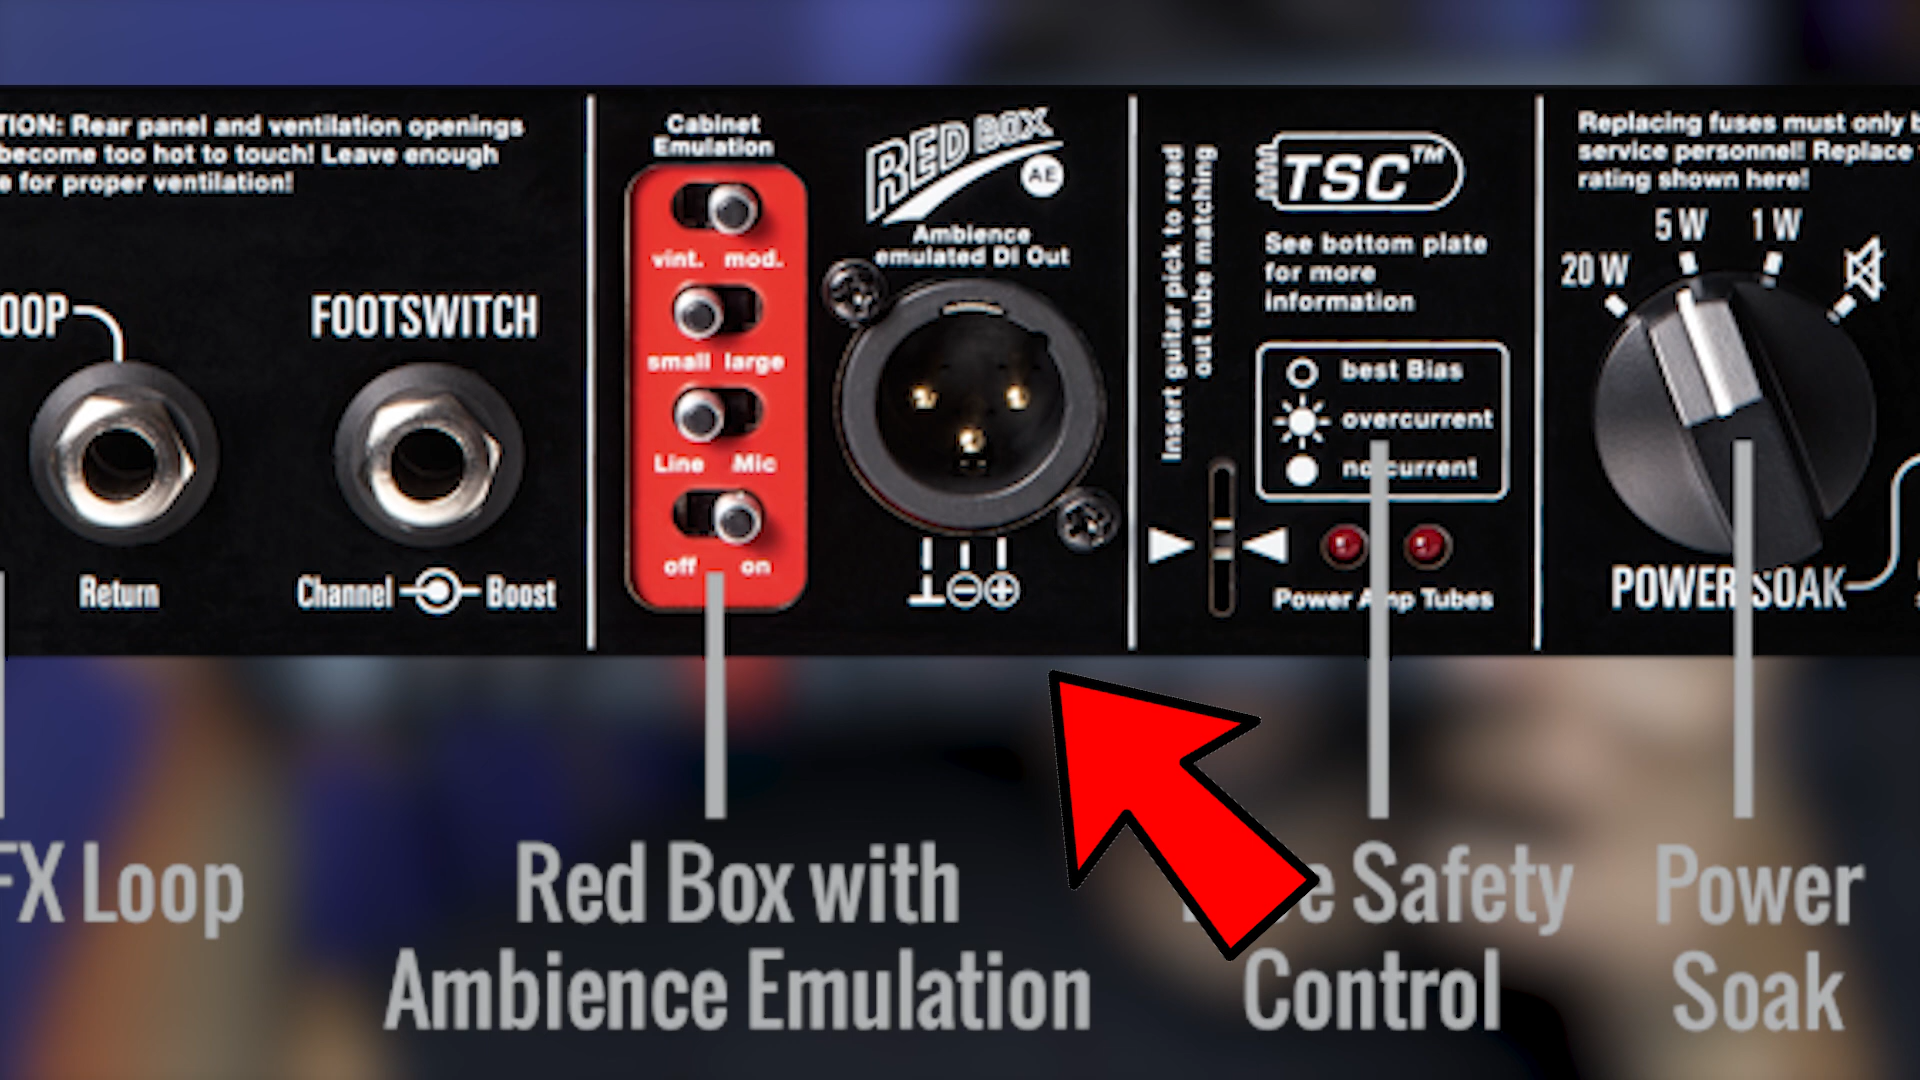 TION: Rear panel and ventilation openings
become too hot to touch! Leave enough
e for proper ventilation!
OOP
FOOTSWITCH
Return
Channel
Boost
Cabinet
Emulation
vint. mod.
small large
Line Mic
off on
RED BOX
AE
Ambience
emulated DI Out
Insert guitar pick to read
out tube matching
TSC™
See bottom plate
for more
information
best Bias
overcurrent
no current
Power Amp Tubes
Replacing fuses must only b
service personnel! Replace
rating shown here!
20 W
5 W
1 W
POWER SOAK
FX Loop
Red Box with
Ambience Emulation
e Safety
Control
Power
Soak